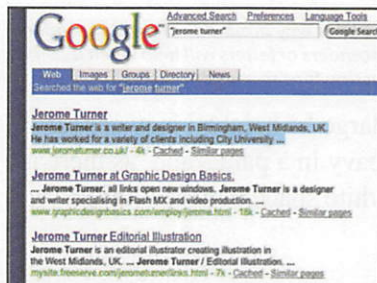 Google
Advanced Search Preferences Language Tools
"jerome turner" Google Search
Web Images Groups Directory News
Searched the web for "jerome turner"
Jerome Turner
Jerome Turner is a writer and designer in Birmingham, West Midlands, UK.
He has worked for a variety of clients including City University ...
www.jerometurner.co.uk/ - 4k - Cached - Similar pages
Jerome Turner at Graphic Design Basics.
... Jerome Turner, all links open new windows. Jerome Turner is a designer
and writer specialising in Flash MX and video production. ...
www.graphicdesignbasics.com/employ/jerome.html - 18k - Cached - Similar pages
Jerome Turner Editorial Illustration
Jerome Turner is an editorial illustrator creating illustration in
the West Midlands, UK. ... Jerome Turner / Editorial Illustration. ...
mysite.freeserve.com/jerometurner/links.html - 7k - Cached - Similar pages